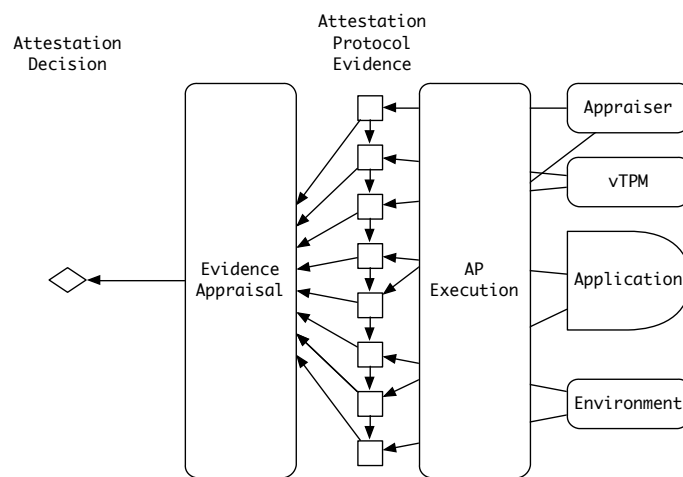 Attestation
Decision
Attestation
Protocol
Evidence
Appraiser
vTPM
Evidence
Appraisal
AP
Execution
Application
Environment